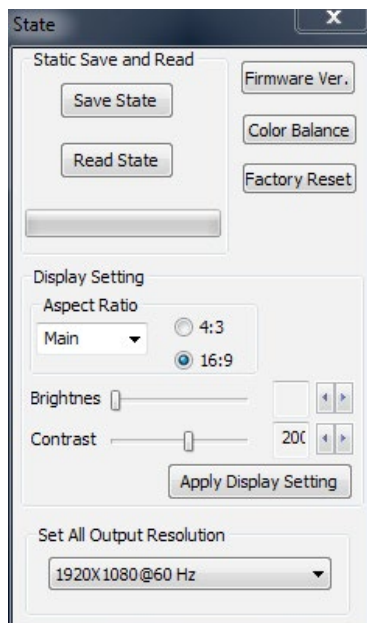 State
X
Static Save and Read
Save State
Read State
Firmware Ver.
Color Balance
Factory Reset
Display Setting
Aspect Ratio
Main
4:3
16:9
Brightnes
Contrast
200
Apply Display Setting
Set All Output Resolution
1920X1080@60 Hz